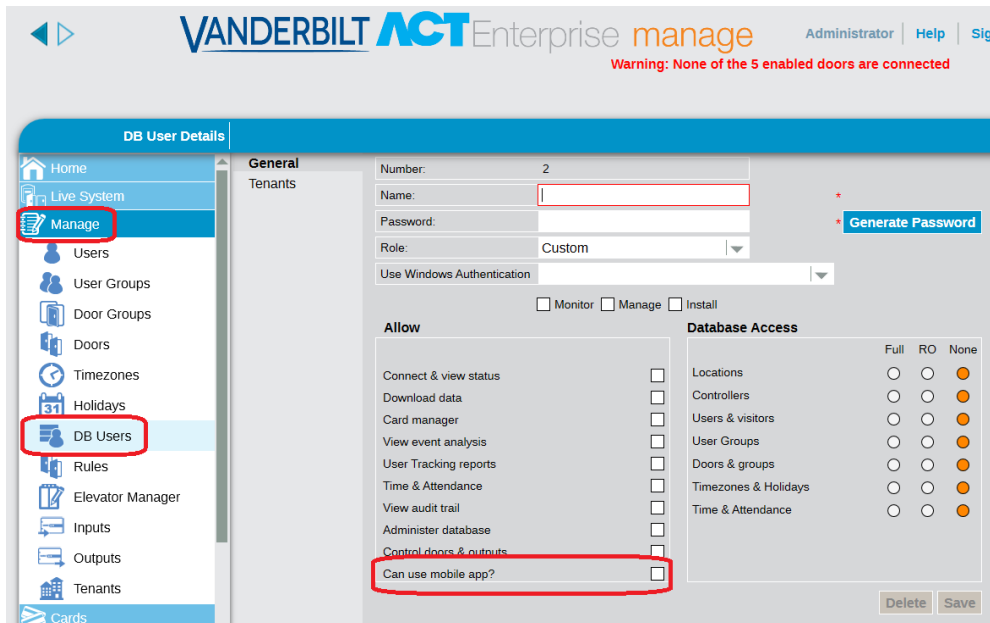 VANDERBILT ACT Enterprise manage
Administrator Help Sig
Warning: None of the 5 enabled doors are connected
DB User Details
Home
Live System
Manage
Users
User Groups
Door Groups
Doors
Timezones
31 Holidays
DB Users
Rules
Elevator Manager
Inputs
Outputs
Tenants
Cards
General
Tenants
Number: 2
Name: *
Password: * Generate Password
Role: Custom
Use Windows Authentication
Monitor Manage Install
Allow
Connect & view status
Download data
Card manager
View event analysis
User Tracking reports
Time & Attendance
View audit trail
Administer database
Control doors & outputs
Can use mobile app?
Database Access
Full RO None
Locations
Controllers
Users & visitors
User Groups
Doors & groups
Timezones & Holidays
Time & Attendance
Delete Save